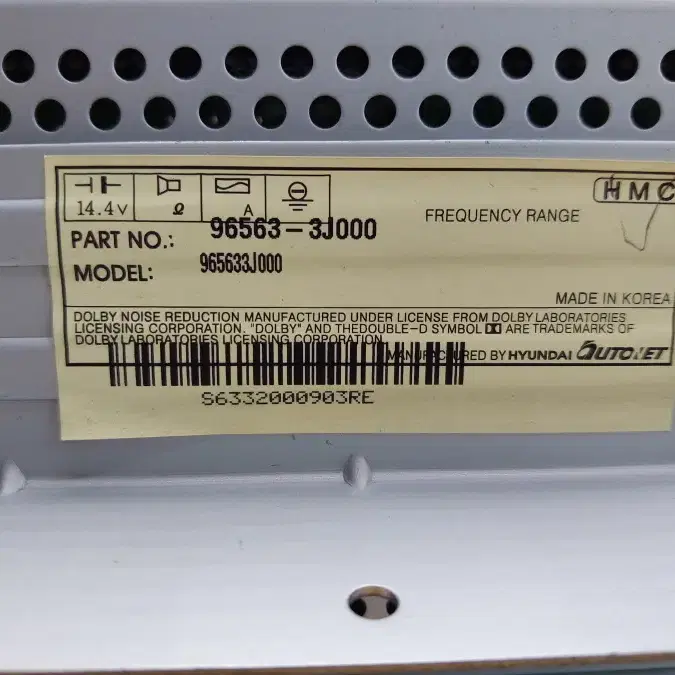 14.4V
Ω
A
HMC
FREQUENCY RANGE
PART NO.: 96563-3J000
MODEL: 965633J000
MADE IN KOREA
DOLBY NOISE REDUCTION MANUFACTURED UNDER LICENSE FROM DOLBY LABORATORIES
LICENSING CORPORATION. "DOLBY" AND THEDOUBLE-D SYMBOL ARE TRADEMARKS OF
DOLBY LABORATORIES LICENSING CORPORATION
MANUFACTURED BY HYUNDAI AUTONET
S6332000903RE